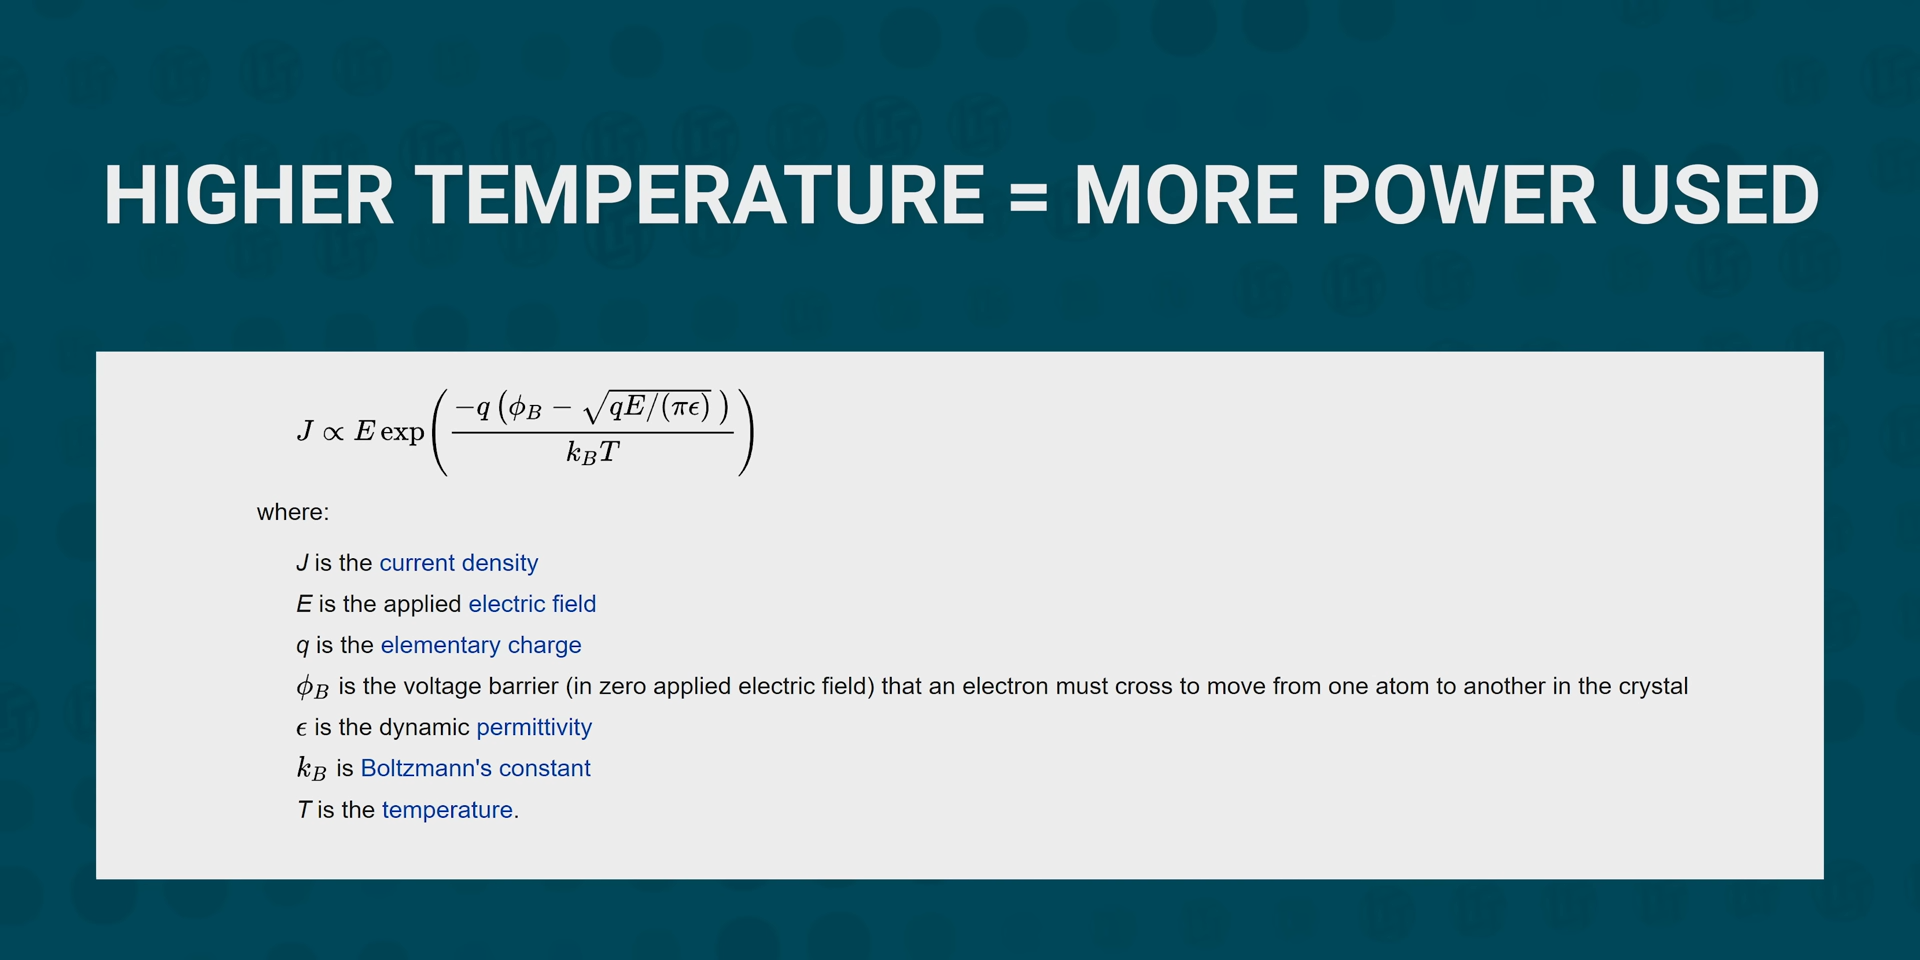 HIGHER TEMPERATURE = MORE POWER USED
J ∝ E exp( −q (ϕ_B − √(qE/(πϵ)) ) / k_B T )
where:
J is the current density
E is the applied electric field
q is the elementary charge
ϕ_B is the voltage barrier (in zero applied electric field) that an electron must cross to move from one atom to another in the crystal
ϵ is the dynamic permittivity
k_B is Boltzmann's constant
T is the temperature.